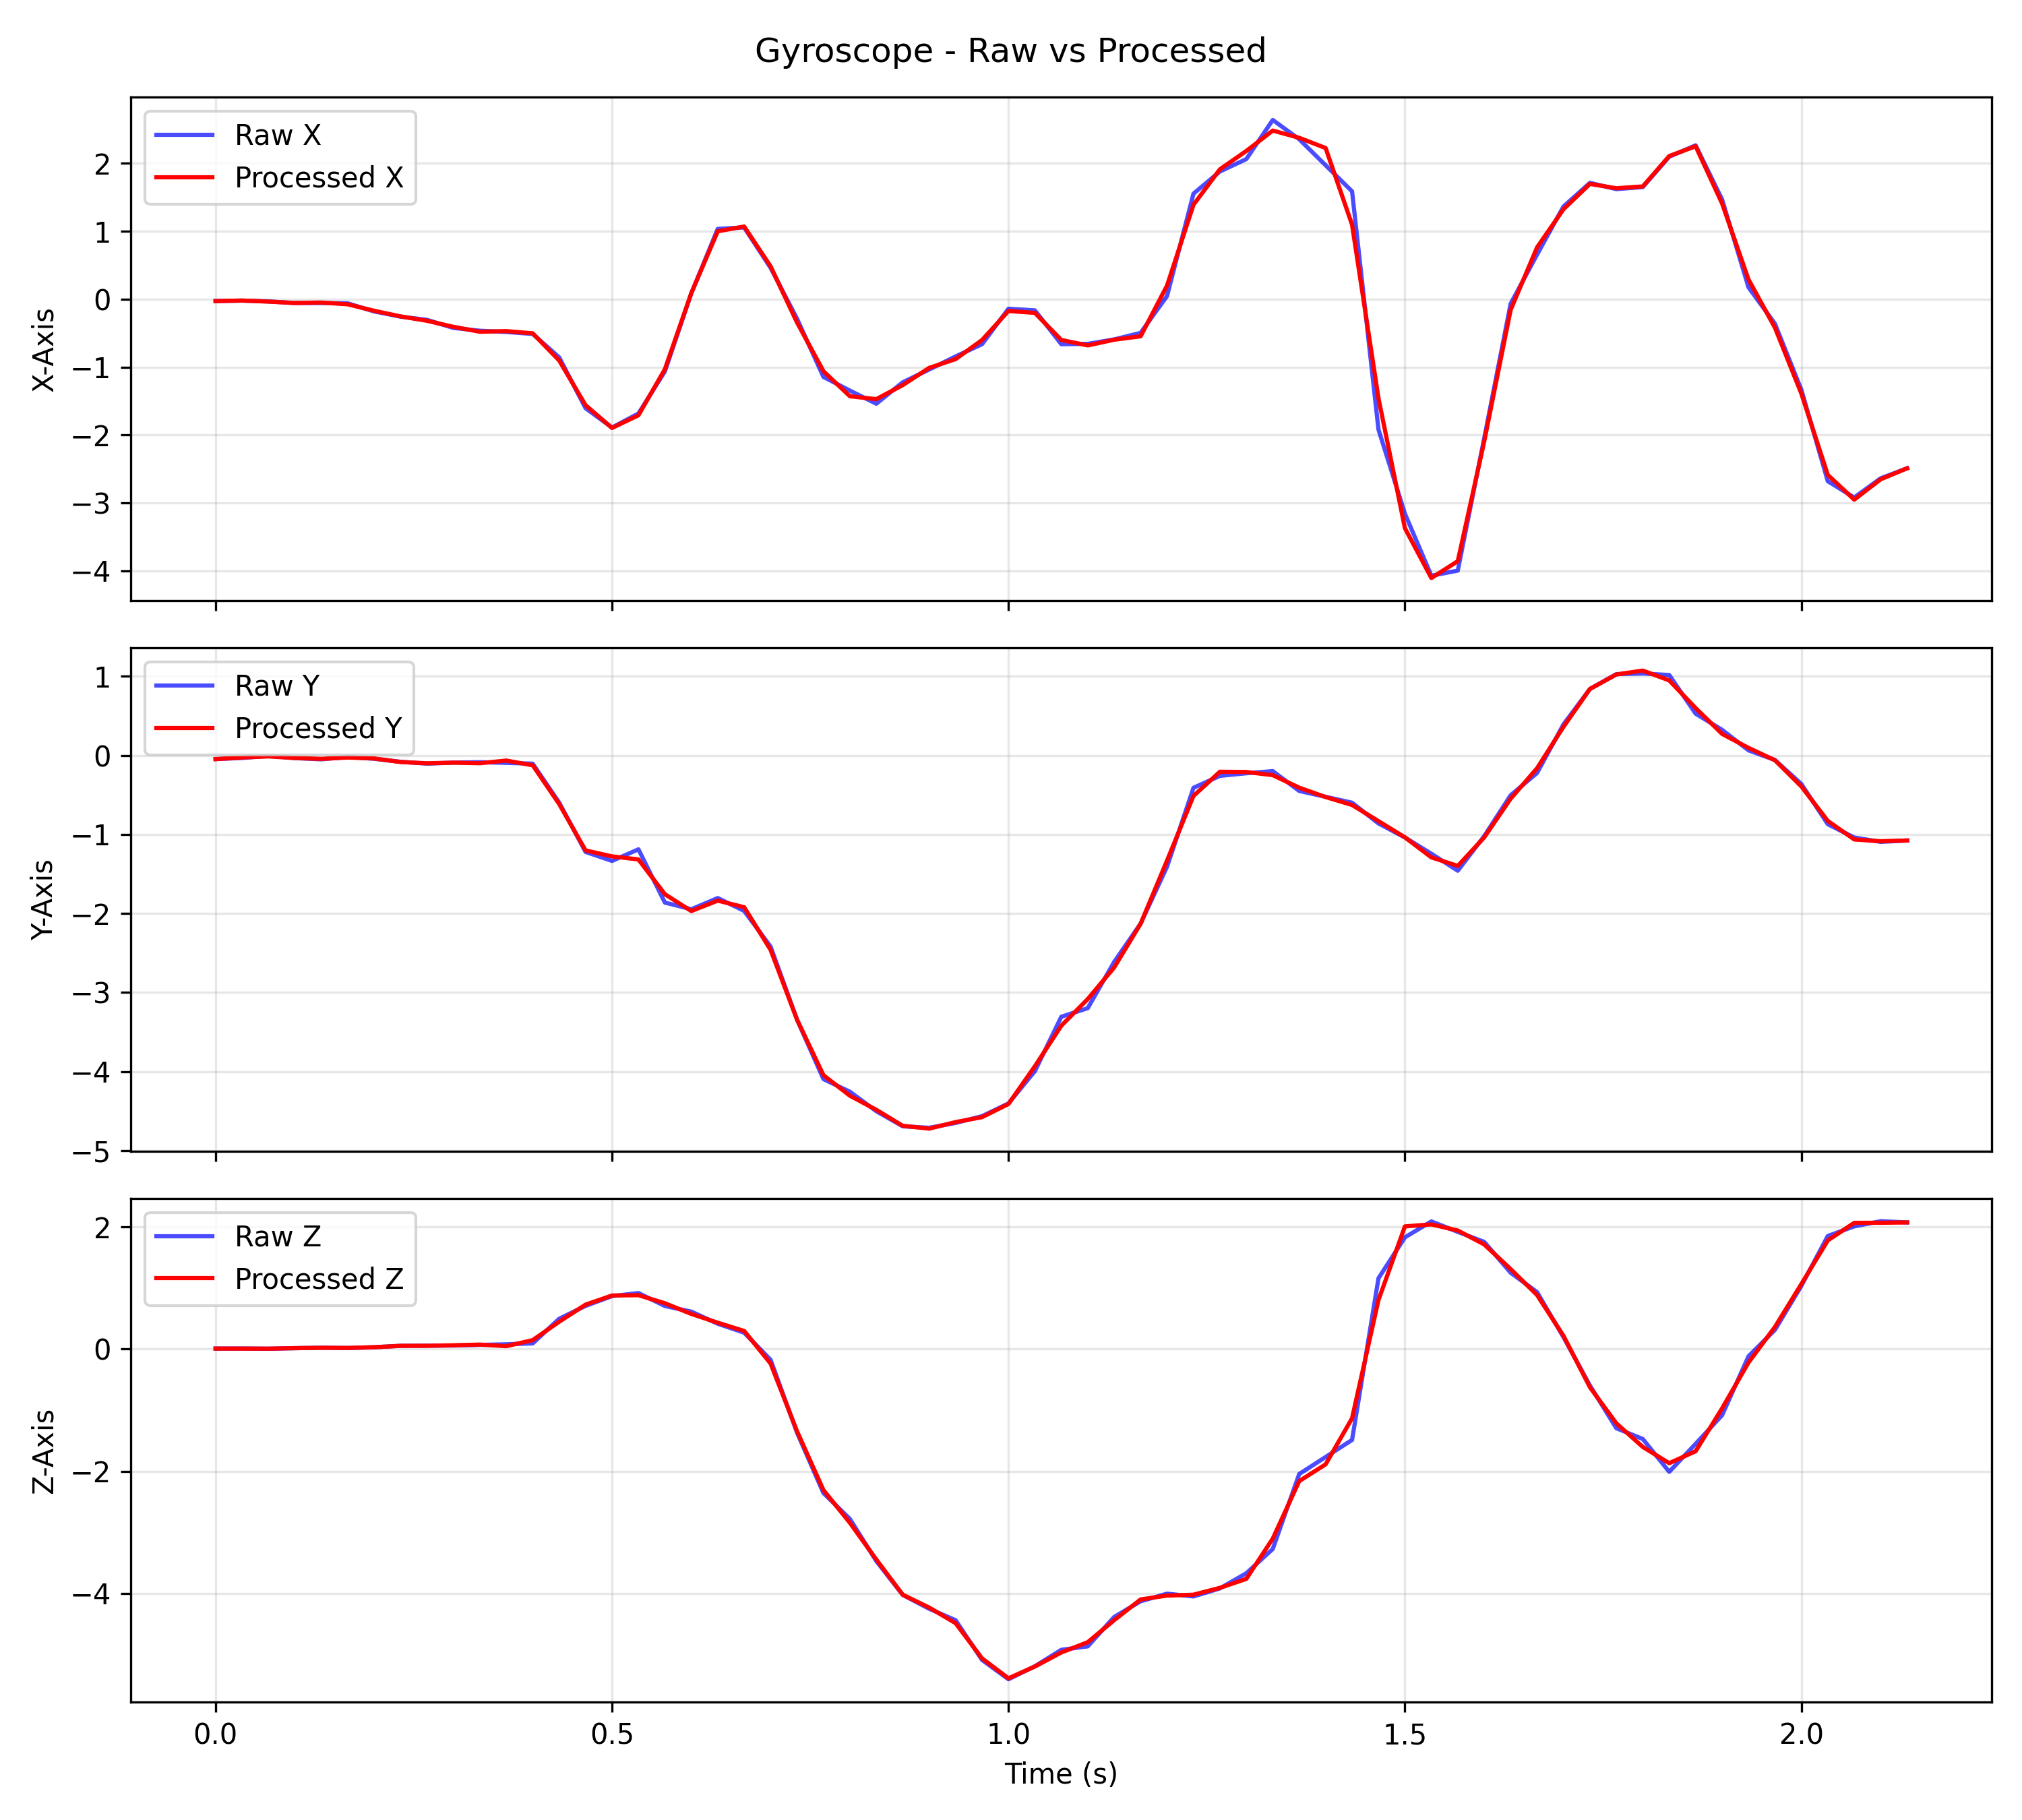 Gyroscope - Raw vs Processed
Raw X
Processed X
2
1
0
−1
−2
−3
−4
X-Axis
Raw Y
Processed Y
1
0
−1
−2
−3
−4
−5
Y-Axis
Raw Z
Processed Z
2
0
−2
−4
Z-Axis
0.0 0.5 1.0 1.5 2.0
Time (s)